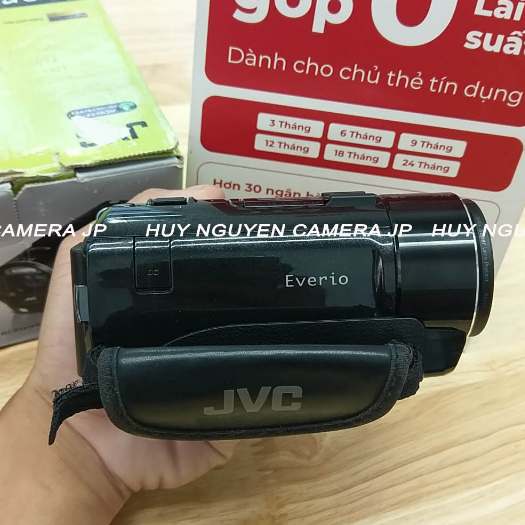 góp 0
Lãi
suất
Dành cho chủ thẻ tín dụng
3 Tháng 6 Tháng 9 Tháng
12 Tháng 18 Tháng 24 Tháng
Hơn 30 ngân
CAMERA JP HUY NGUYEN CAMERA JP HUY NGUYEN
Everio
JVC